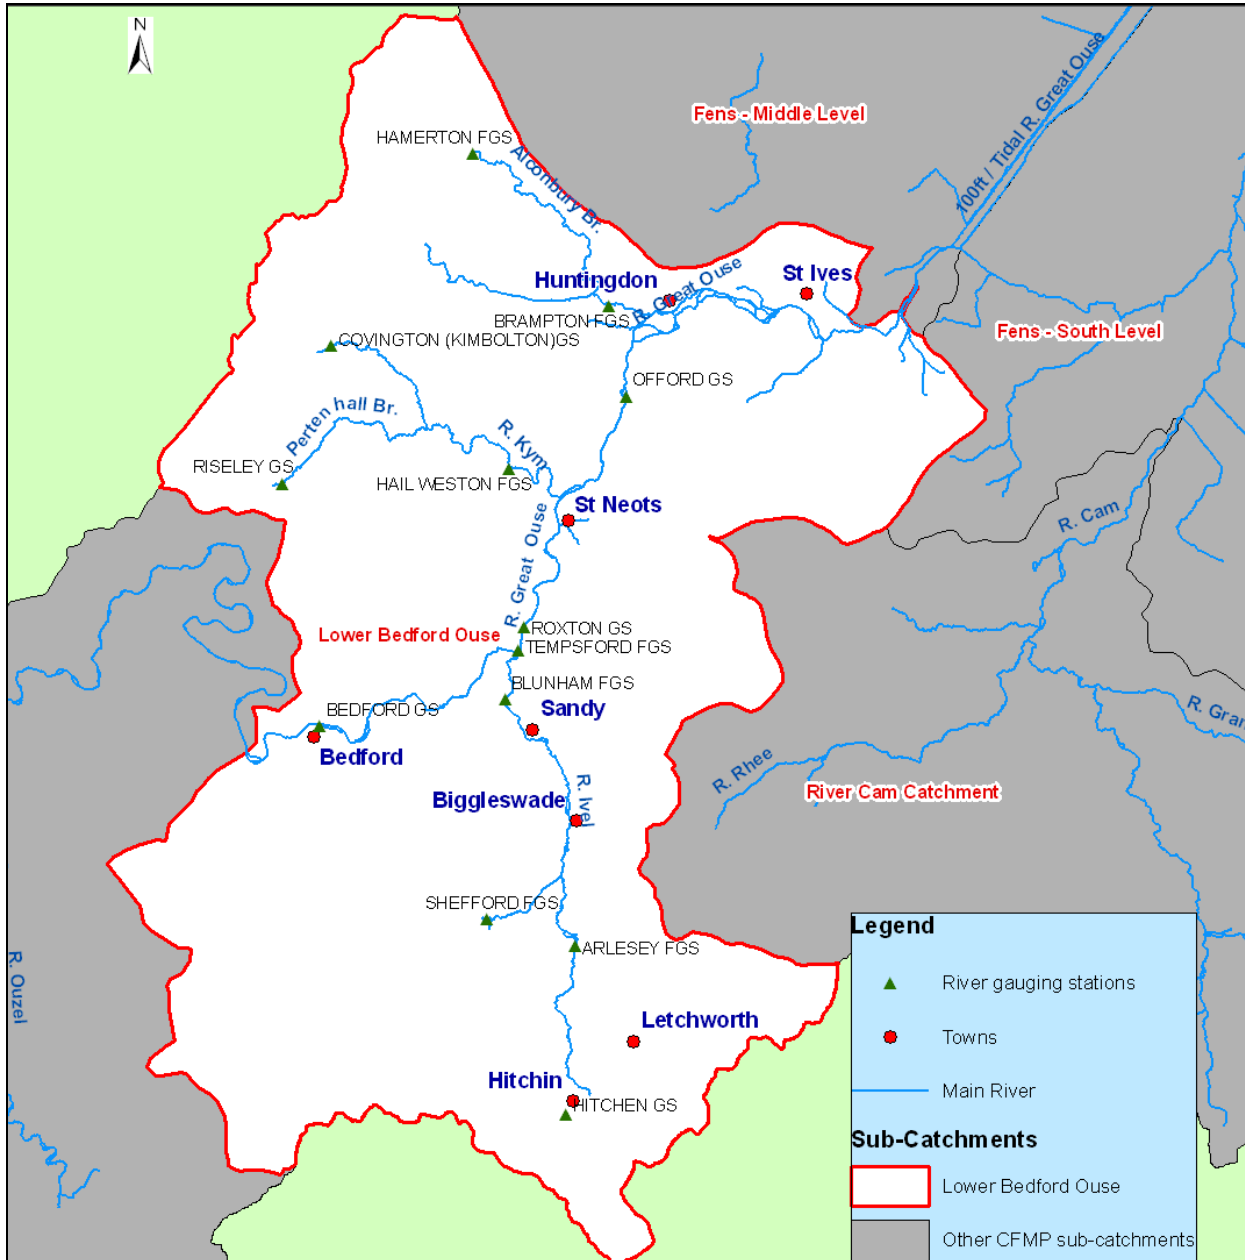 N
Fens - Middle Level
100ft / Tidal R. Great Ouse
HAMERTON FGS
Alconbury Br.
Huntingdon
R. Great Ouse
St Ives
BRAMPTON FGS
Fens - South Level
COVINGTON (KIMBOLTON)GS
OFFORD GS
Perten hall Br.
R. Kym
RISELEY GS
HAIL WESTON FGS
St Neots
R. Cam
R. Great Ouse
Lower Bedford Ouse
ROXTON GS
TEMPSFORD FGS
BLUNHAM FGS
Sandy
BEDFORD GS
Bedford
R. Gran
R. Rhee
River Cam Catchment
Biggleswade
R. Ivel
SHEFFORD FGS
ARLESEY FGS
R. Ouzel
Letchworth
Hitchin
HITCHEN GS
Legend
River gauging stations
Towns
Main River
Sub-Catchments
Lower Bedford Ouse
Other CFMP sub-catchments